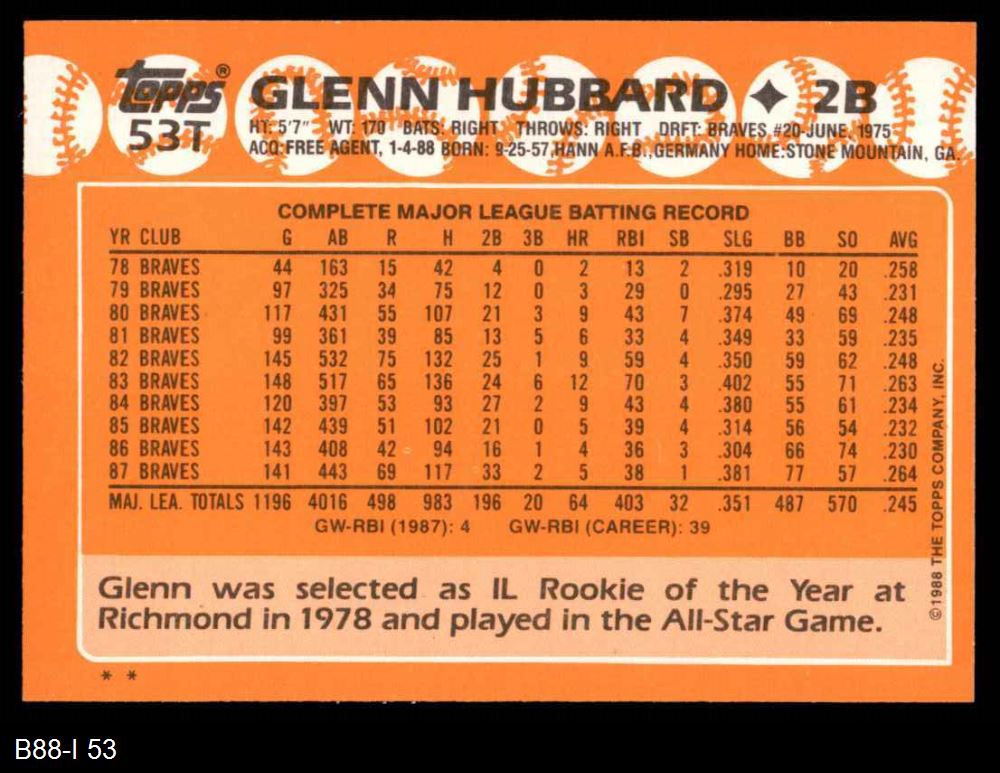 topps® GLENN HUBBARD ✦ 2B
53T
HT: 5'7" WT: 170 BATS: RIGHT THROWS: RIGHT DRFT: BRAVES #20-JUNE, 1975
ACQ: FREE AGENT, 1-4-88 BORN: 9-25-57, HANN A.F.B., GERMANY HOME: STONE MOUNTAIN, GA.
COMPLETE MAJOR LEAGUE BATTING RECORD
YR CLUB G AB R H 2B 3B HR RBI SB SLG BB SO AVG
78 BRAVES 44 163 15 42 4 0 2 13 2 .319 10 20 .258
79 BRAVES 97 325 34 75 12 0 3 29 0 .295 27 43 .231
80 BRAVES 117 431 55 107 21 3 9 43 7 .374 49 69 .248
81 BRAVES 99 361 39 85 13 5 6 33 4 .349 33 59 .235
82 BRAVES 145 532 75 132 25 1 9 59 4 .350 59 62 .248
83 BRAVES 148 517 65 136 24 6 12 70 3 .402 55 71 .263
84 BRAVES 120 397 53 93 27 2 9 43 4 .380 55 61 .234
85 BRAVES 142 439 51 102 21 0 5 39 4 .314 56 54 .232
86 BRAVES 143 408 42 94 16 1 4 36 3 .304 66 74 .230
87 BRAVES 141 443 69 117 33 2 5 38 1 .381 77 57 .264
MAJ. LEA. TOTALS 1196 4016 498 983 196 20 64 403 32 .351 487 570 .245
GW-RBI (1987): 4 GW-RBI (CAREER): 39
Glenn was selected as IL Rookie of the Year at
Richmond in 1978 and played in the All-Star Game.
©1988 THE TOPPS COMPANY, INC.
* *
B88-I 53